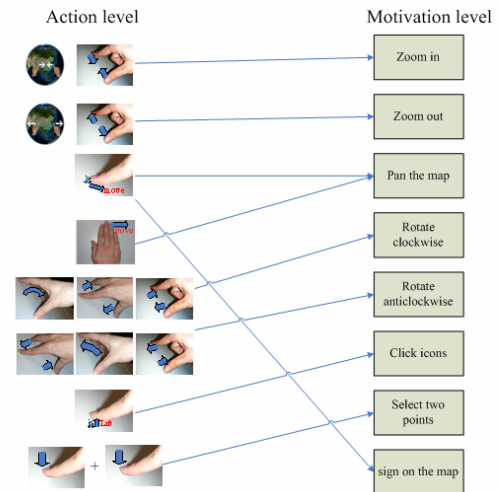 Action level
Motivation level
Zoom in
Zoom out
move
Pan the map
move
Rotate
clockwise
Rotate
anticlockwise
Click icons
Select two
points
+
sign on the map